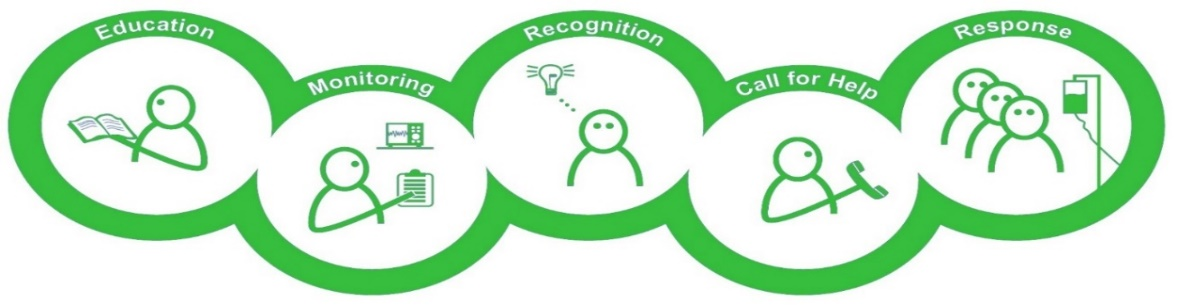 Education
Monitoring
Recognition
Call for Help
Response